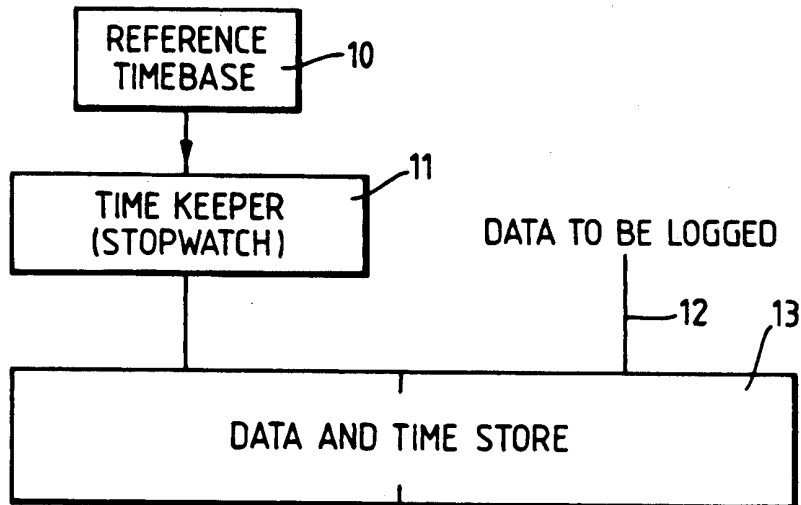 REFERENCE
TIMEBASE
10
TIME KEEPER
(STOPWATCH)
11
DATA TO BE LOGGED
12
13
DATA AND TIME STORE